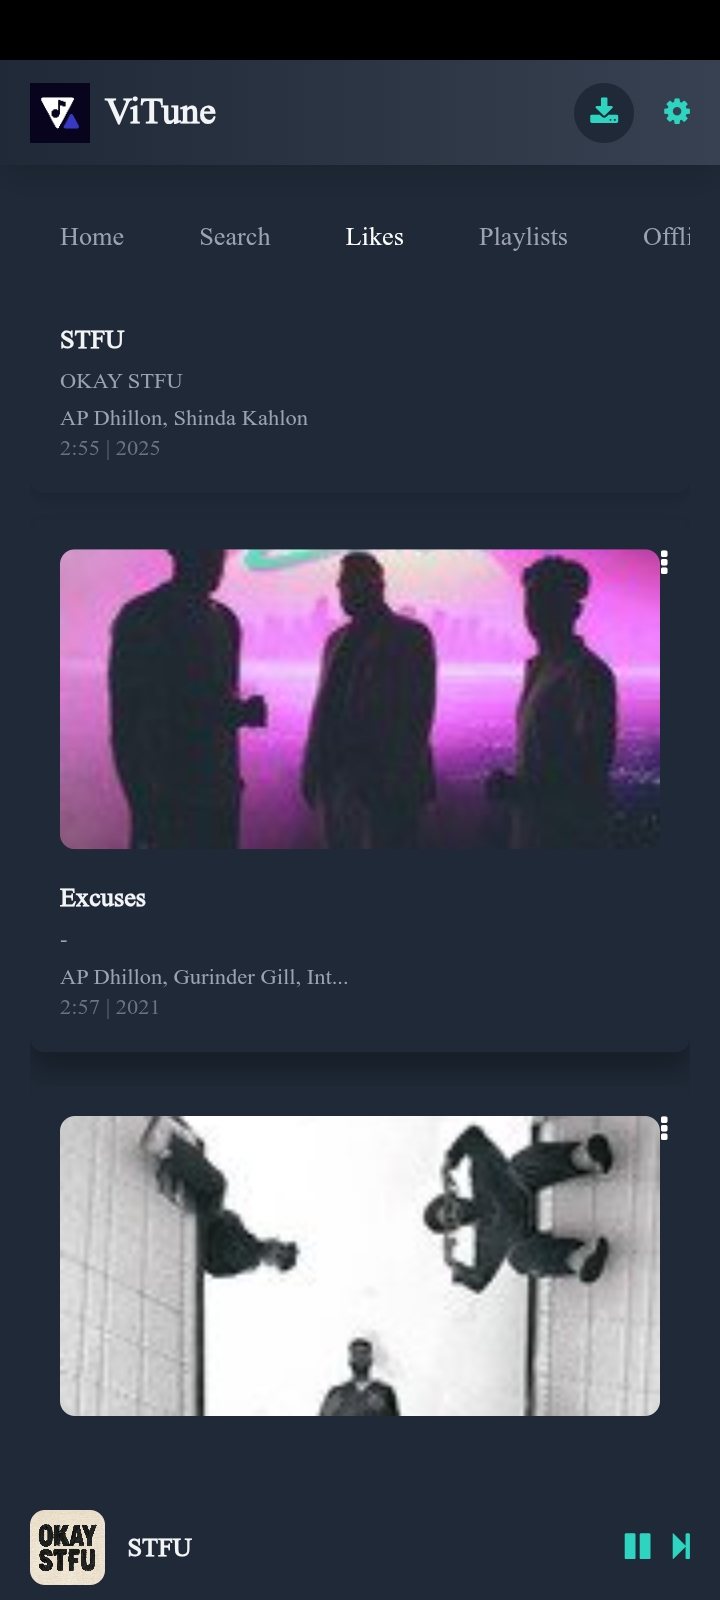 ViTune
Home Search Likes Playlists Offli
STFU
OKAY STFU
AP Dhillon, Shinda Kahlon
2:55 | 2025
Excuses
-
AP Dhillon, Gurinder Gill, Int...
2:57 | 2021
OKAY
STFU
STFU